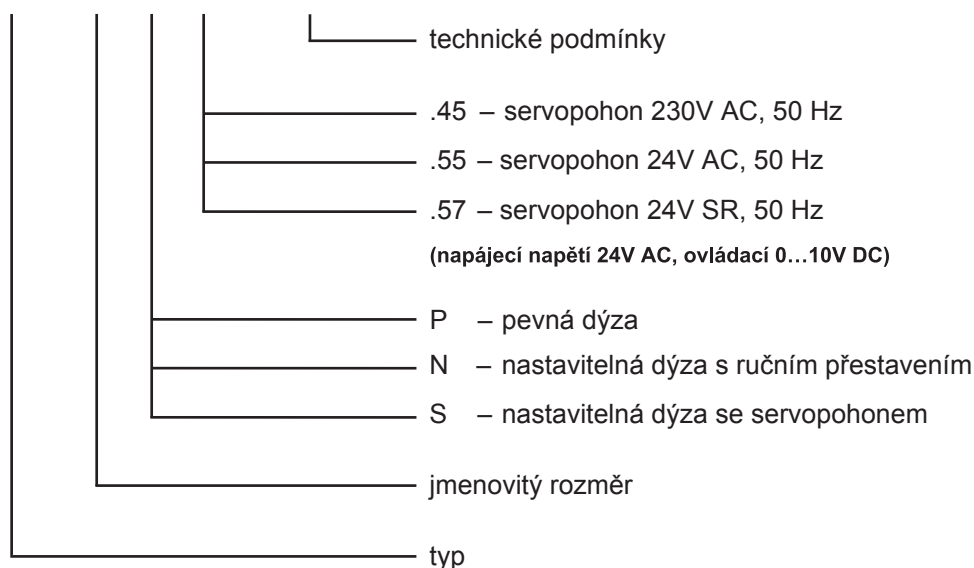 technické podmínky
.45 – servopohon 230V AC, 50 Hz
.55 – servopohon 24V AC, 50 Hz
.57 – servopohon 24V SR, 50 Hz
(napájecí napětí 24V AC, ovládací 0…10V DC)
P – pevná dýza
N – nastavitelná dýza s ručním přestavením
S – nastavitelná dýza se servopohonem
jmenovitý rozměr
typ